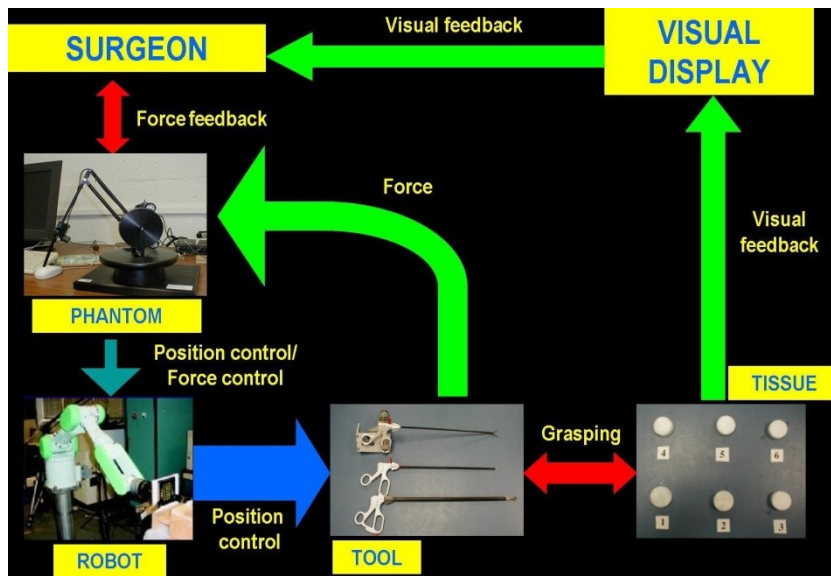 Visual feedback
SURGEON
VISUAL
DISPLAY
Force feedback
Force
Visual
feedback
PHANTOM
Position control/
Force control
TISSUE
Grasping
4
5
6
1
2
3
Position
control
ROBOT
TOOL